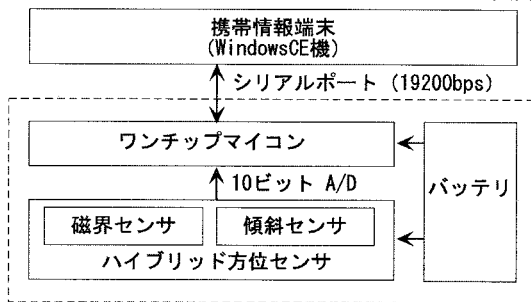 携帯情報端末
(WindowsCE機)
シリアルポート (19200bps)
ワンチップマイコン
10ビット A/D
バッテリ
磁界センサ
傾斜センサ
ハイブリッド方位センサ